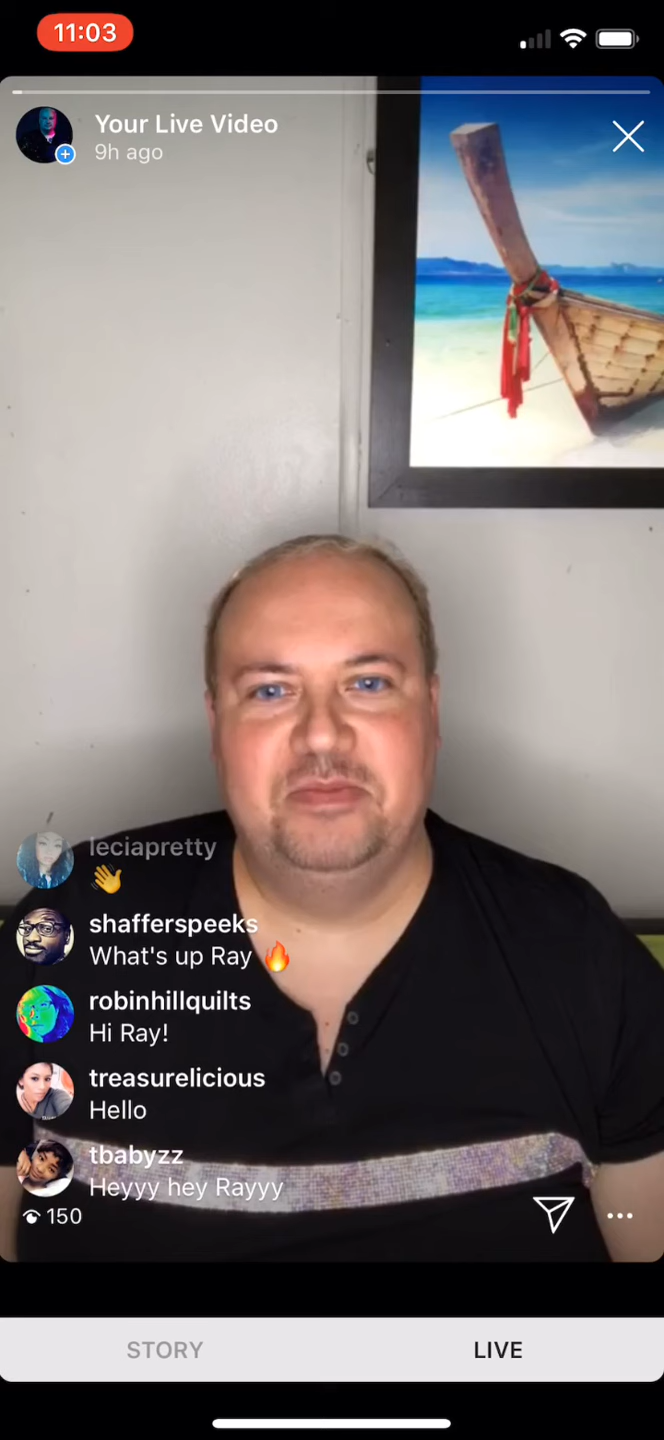 11:03
Your Live Video
9h ago
leciapretty
👋
shafferspeeks
What's up Ray 🔥
robinhillquilts
Hi Ray!
treasurelicious
Hello
tbabyzz
Heyyy hey Rayyy
150
STORY
LIVE